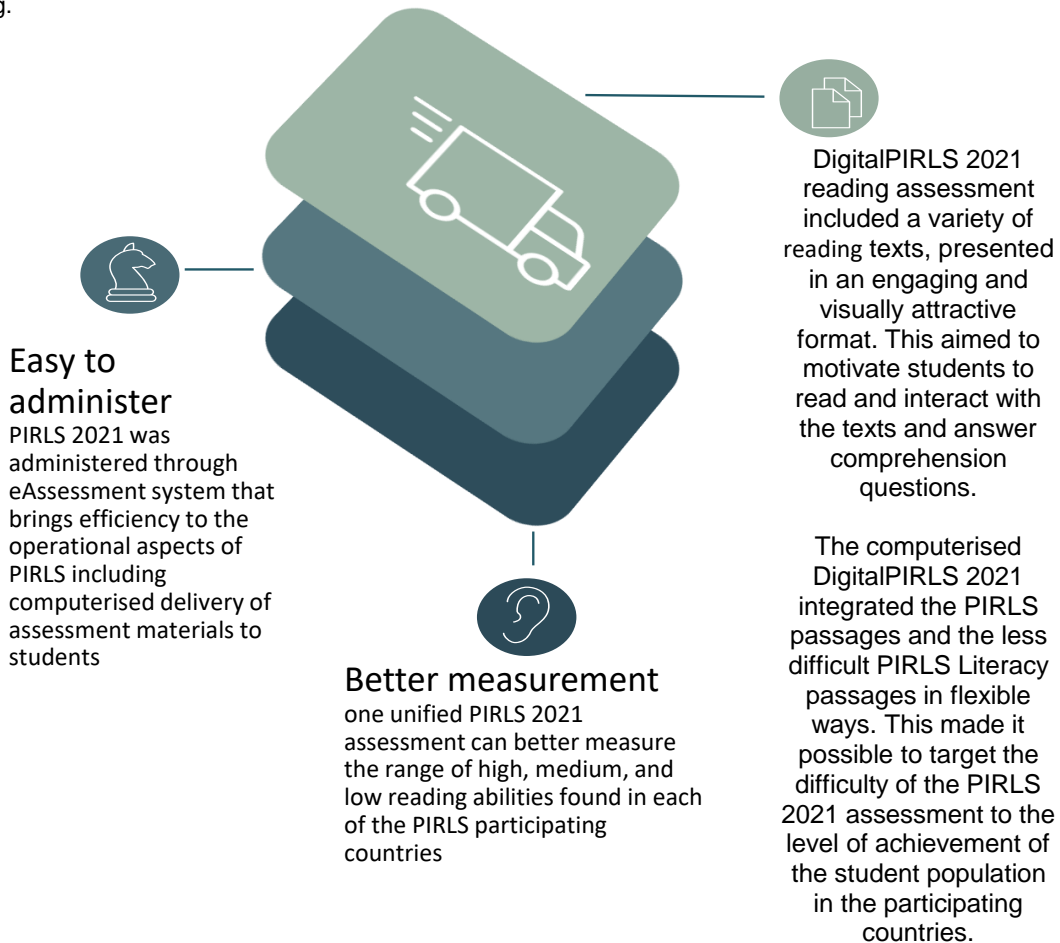 g.
Easy to
administer
PIRLS 2021 was
administered through
eAssessment system that
brings efficiency to the
operational aspects of
PIRLS including
computerised delivery of
assessment materials to
students
Better measurement
one unified PIRLS 2021
assessment can better measure
the range of high, medium, and
low reading abilities found in each
of the PIRLS participating
countries
DigitalPIRLS 2021
reading assessment
included a variety of
reading texts, presented
in an engaging and
visually attractive
format. This aimed to
motivate students to
read and interact with
the texts and answer
comprehension
questions.
The computerised
DigitalPIRLS 2021
integrated the PIRLS
passages and the less
difficult PIRLS Literacy
passages in flexible
ways. This made it
possible to target the
difficulty of the PIRLS
2021 assessment to the
level of achievement of
the student population
in the participating
countries.